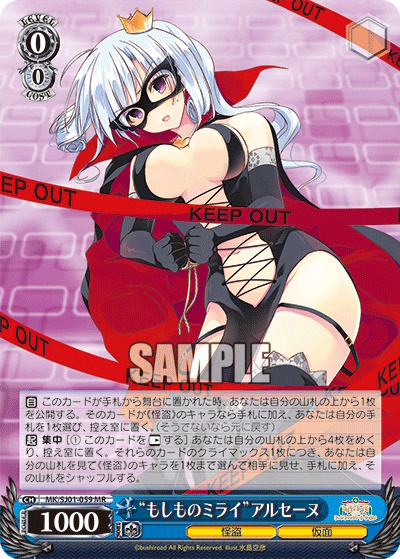 LEVEL
0
0
COST
KEEP OUT
KEEP OUT
KEEP OUT
KEEP OUT
SAMPLE
自 このカードが手札から舞台に置かれた時、あなたは自分の山札の上から1枚
を公開する。そのカードが《怪盗》のキャラなら手札に加え、あなたは自分の手
札を1枚選び、控え室に置く。（そうでないなら元に戻す）
起 集中 [① このカードを する] あなたは自分の山札の上から4枚をめく
り、控え室に置く。それらのカードのクライマックス1枚につき、あなたは自分
の山札を見て《怪盗》のキャラを1枚まで選んで相手に見せ、手札に加え、その
山札をシャッフルする。
CH MK/SJ01-059 MR
1000
“もしものミライ”アルセーヌ
怪盗 仮面
©bushiroad All Rights Reserved. illust.水島空彦